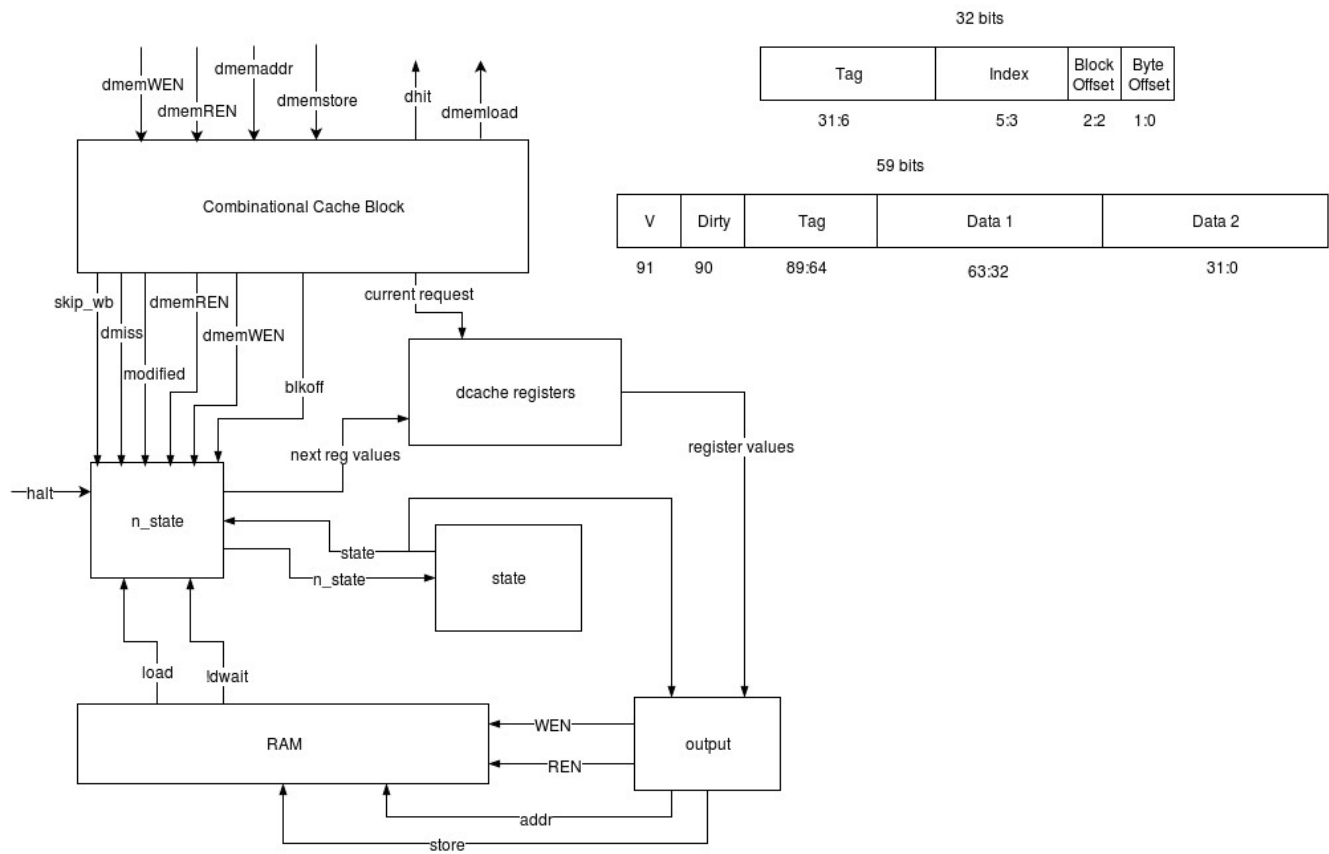 32 bits
Tag
Index
Block
Offset
Byte
Offset
31:6
5:3
2:2
1:0
59 bits
V
Dirty
Tag
Data 1
Data 2
91
90
89:64
63:32
31:0
dmemWEN
dmemREN
dmemaddr
dmemstore
dhit
dmemload
Combinational Cache Block
skip_wb
dmiss
modified
dmemREN
dmemWEN
blkoff
current request
dcache registers
next reg values
register values
halt
n_state
state
n_state
state
load
!dwait
RAM
WEN
REN
output
addr
store